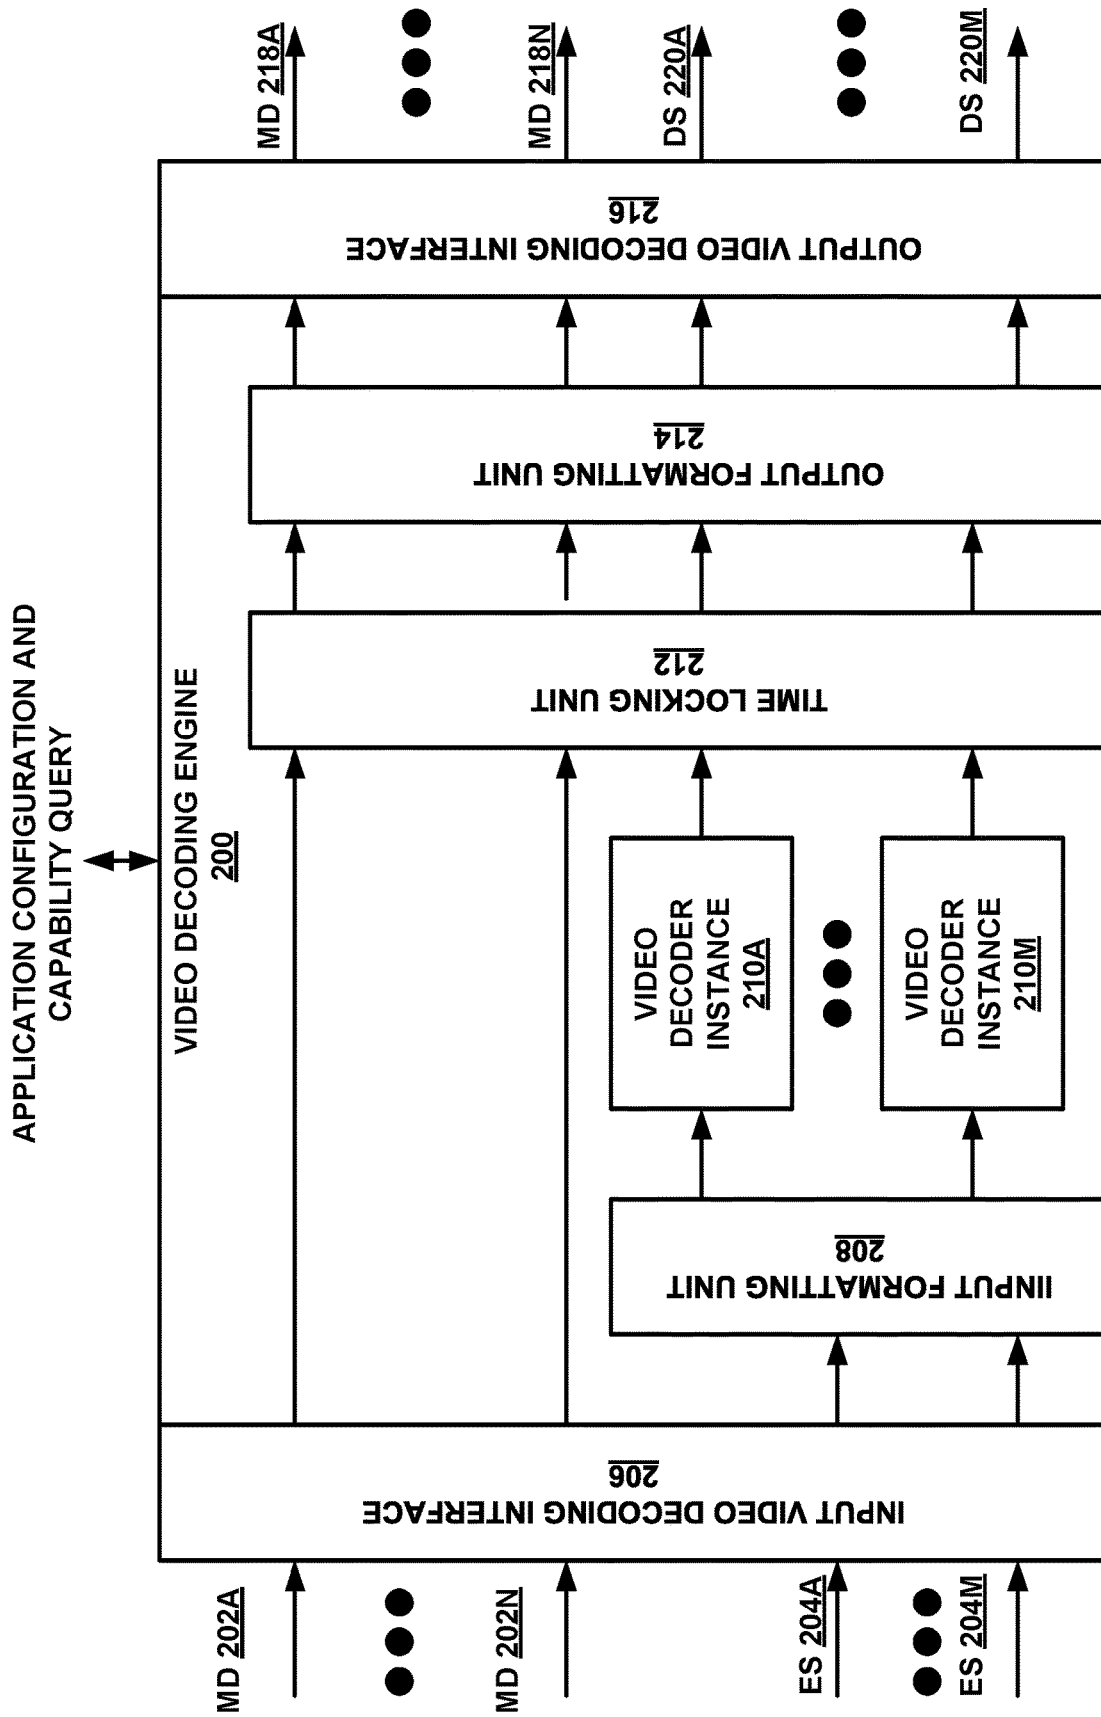 APPLICATION CONFIGURATION AND
CAPABILITY QUERY
VIDEO DECODING ENGINE
200
MD 202A
MD 202N
ES 204A
ES 204M
INPUT VIDEO DECODING INTERFACE
206
IINPUT FORMATTING UNIT
208
VIDEO
DECODER
INSTANCE
210A
VIDEO
DECODER
INSTANCE
210M
TIME LOCKING UNIT
212
OUTPUT FORMATTING UNIT
214
OUTPUT VIDEO DECODING INTERFACE
216
MD 218A
MD 218N
DS 220A
DS 220M